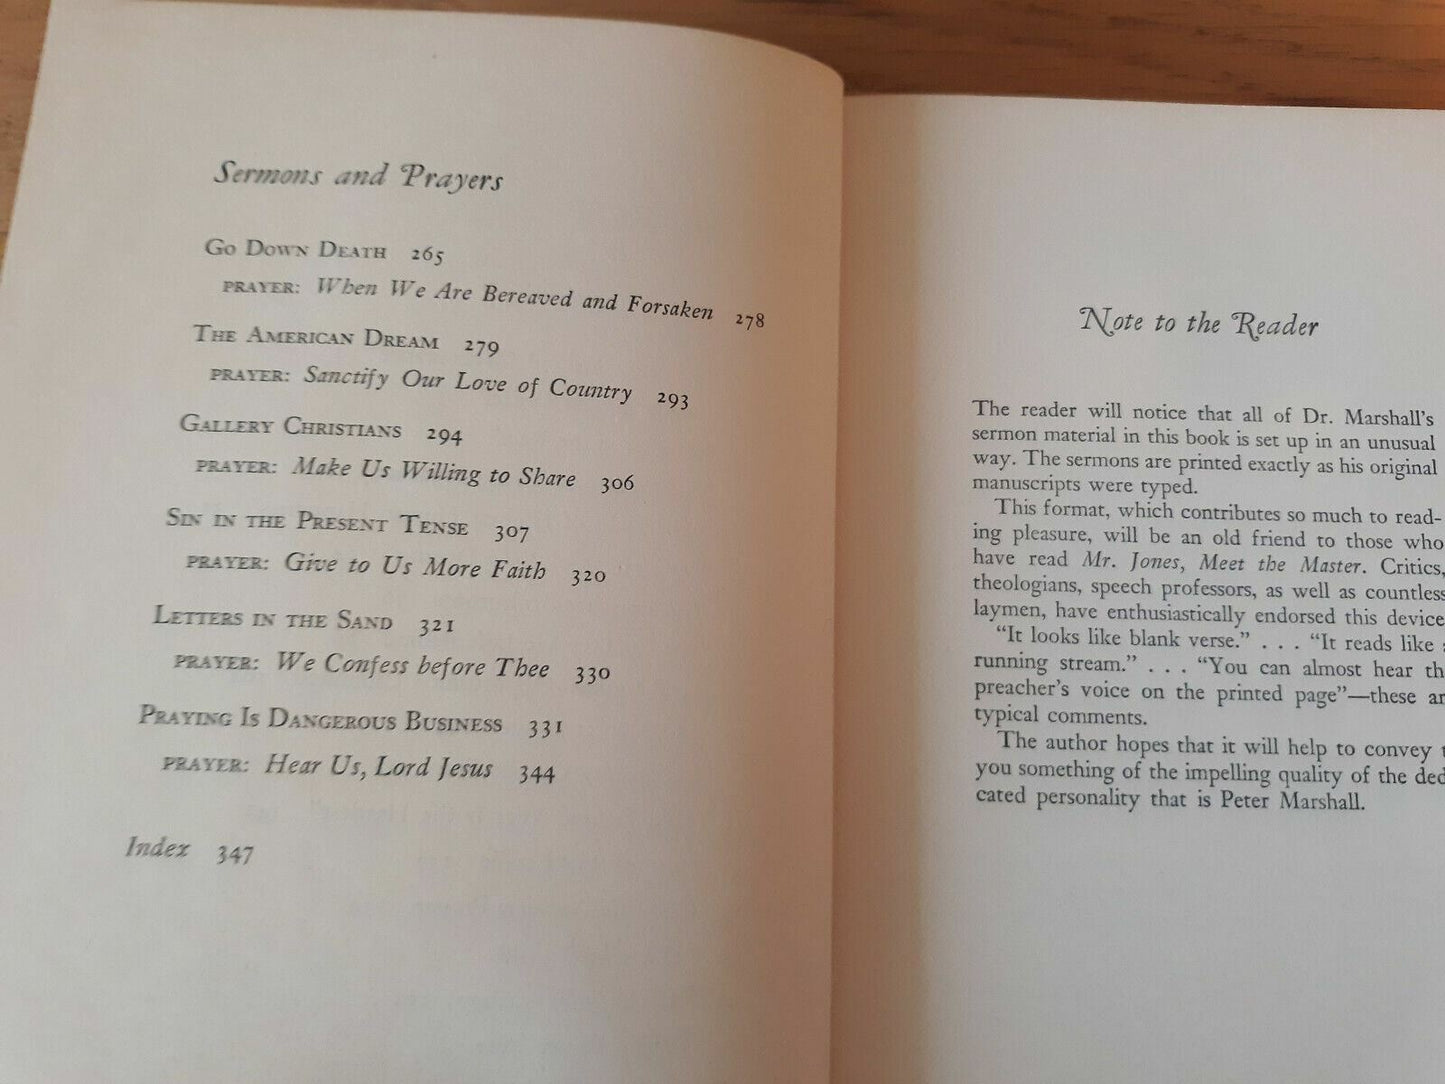 Sermons and Prayers
Go Down Death 265
PRAYER: When We Are Bereaved and Forsaken 278
The American Dream 279
PRAYER: Sanctify Our Love of Country 293
Gallery Christians 294
PRAYER: Make Us Willing to Share 306
Sin in the Present Tense 307
PRAYER: Give to Us More Faith 320
Letters in the Sand 321
PRAYER: We Confess before Thee 330
Praying Is Dangerous Business 331
PRAYER: Hear Us, Lord Jesus 344
Index 347
Note to the Reader
The reader will notice that all of Dr. Marshall's
sermon material in this book is set up in an unusual
way. The sermons are printed exactly as his original
manuscripts were typed.
This format, which contributes so much to read-
ing pleasure, will be an old friend to those who
have read Mr. Jones, Meet the Master. Critics,
theologians, speech professors, as well as countless
laymen, have enthusiastically endorsed this device
"It looks like blank verse." . . . "It reads like
running stream." . . . "You can almost hear th
preacher's voice on the printed page"—these ar
typical comments.
The author hopes that it will help to convey
you something of the impelling quality of the ded
cated personality that is Peter Marshall.